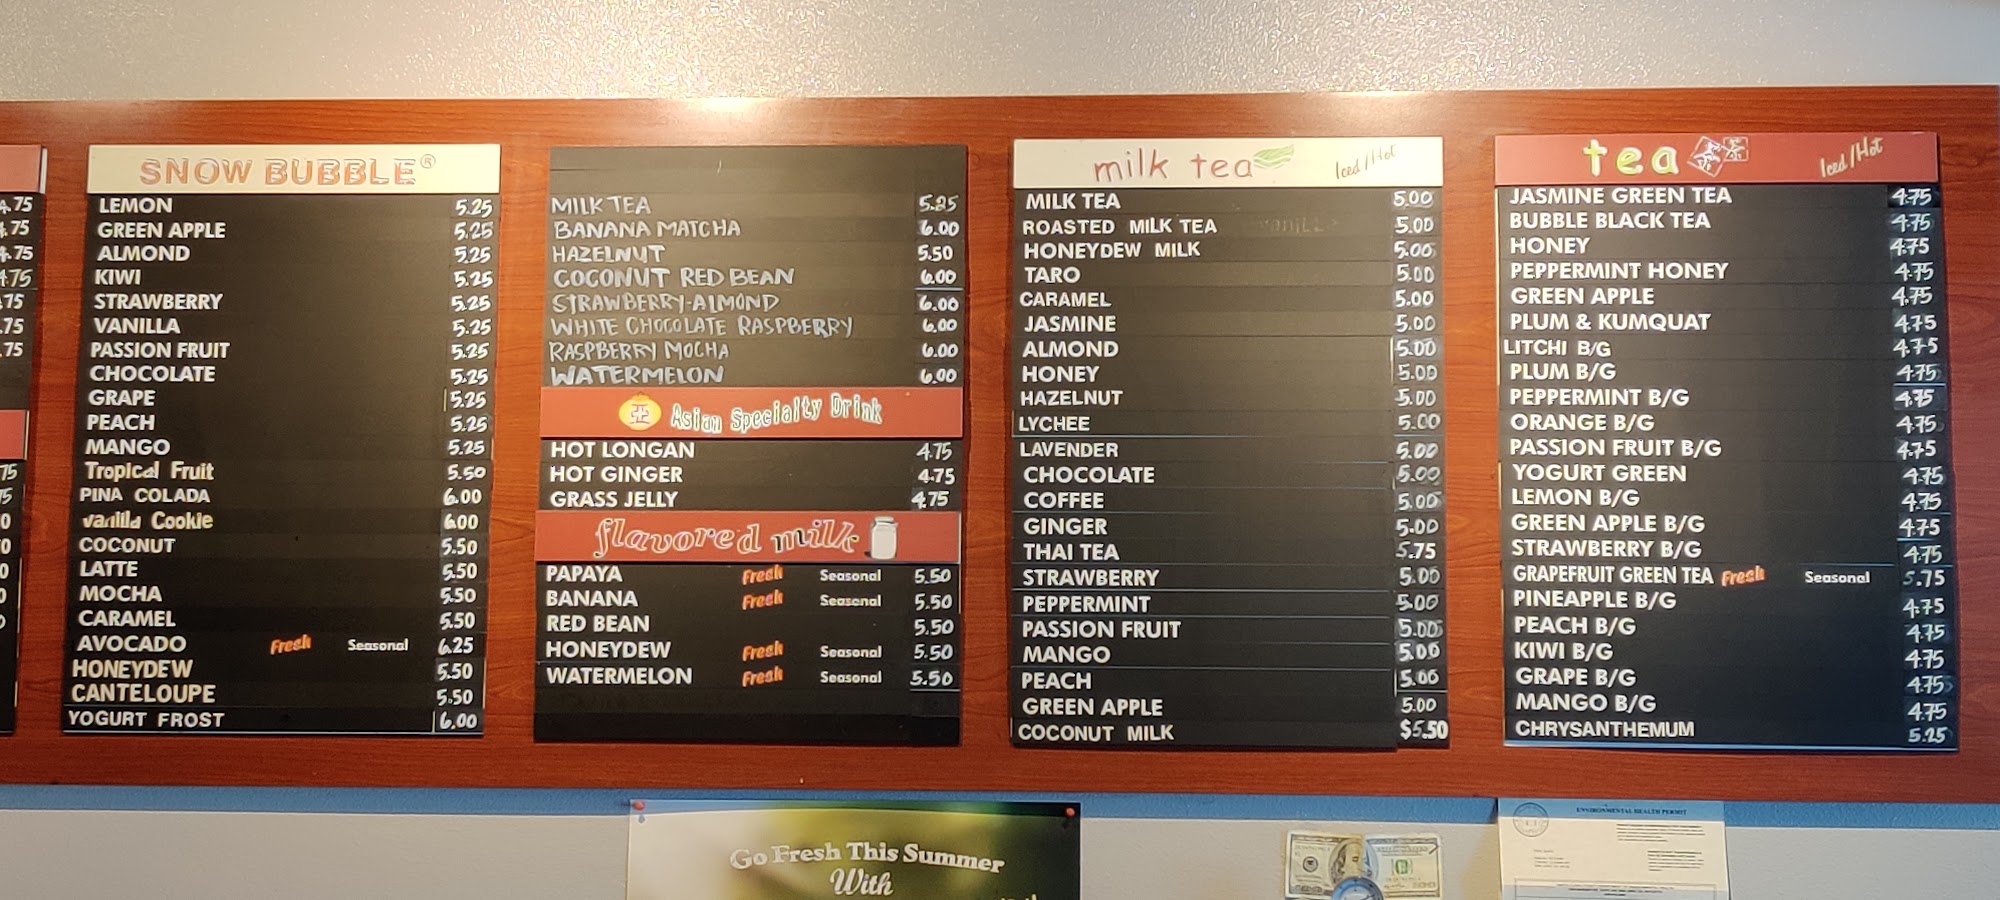 4.75
4.75
4.75
4.75
.75
.75
.75
75
SNOW BUBBLE®
LEMON 5.25
GREEN APPLE 5.25
ALMOND 5.25
KIWI 5.25
STRAWBERRY 5.25
VANILLA 5.25
PASSION FRUIT 5.25
CHOCOLATE 5.25
GRAPE 5.25
PEACH 5.25
MANGO 5.25
Tropical Fruit 5.50
PINA COLADA 6.00
vanilla Cookie 6.00
COCONUT 5.50
LATTE 5.50
MOCHA 5.50
CARAMEL 5.50
AVOCADO Fresh Seasonal 6.25
HONEYDEW 5.50
CANTELOUPE 5.50
YOGURT FROST 6.00
MILK TEA 5.25
BANANA MATCHA 6.00
HAZELNUT 5.50
COCONUT RED BEAN 6.00
STRAWBERRY-ALMOND 6.00
WHITE CHOCOLATE RASPBERRY 6.00
RASPBERRY MOCHA 6.00
WATERMELON 6.00
Asian Specialty Drink
HOT LONGAN 4.75
HOT GINGER 4.75
GRASS JELLY 4.75
flavored milk
PAPAYA Fresh Seasonal 5.50
BANANA Fresh Seasonal 5.50
RED BEAN 5.50
HONEYDEW Fresh Seasonal 5.50
WATERMELON Fresh Seasonal 5.50
milk tea Iced/Hot
MILK TEA 5.00
ROASTED MILK TEA 5.00
HONEYDEW MILK 5.00
TARO 5.00
CARAMEL 5.00
JASMINE 5.00
ALMOND 5.00
HONEY 5.00
HAZELNUT 5.00
LYCHEE 5.00
LAVENDER 5.00
CHOCOLATE 5.00
COFFEE 5.00
GINGER 5.00
THAI TEA 5.75
STRAWBERRY 5.00
PEPPERMINT 5.00
PASSION FRUIT 5.00
MANGO 5.00
PEACH 5.00
GREEN APPLE 5.00
COCONUT MILK $5.50
tea Iced/Hot
JASMINE GREEN TEA 4.75
BUBBLE BLACK TEA 4.75
HONEY 4.75
PEPPERMINT HONEY 4.75
GREEN APPLE 4.75
PLUM & KUMQUAT 4.75
LITCHI B/G 4.75
PLUM B/G 4.75
PEPPERMINT B/G 4.75
ORANGE B/G 4.75
PASSION FRUIT B/G 4.75
YOGURT GREEN 4.75
LEMON B/G 4.75
GREEN APPLE B/G 4.75
STRAWBERRY B/G 4.75
GRAPEFRUIT GREEN TEA Fresh Seasonal 5.75
PINEAPPLE B/G 4.75
PEACH B/G 4.75
KIWI B/G 4.75
GRAPE B/G 4.75
MANGO B/G 4.75
CHRYSANTHEMUM 5.25
Go Fresh This Summer
With
ENVIRONMENTAL HEALTH PERMIT